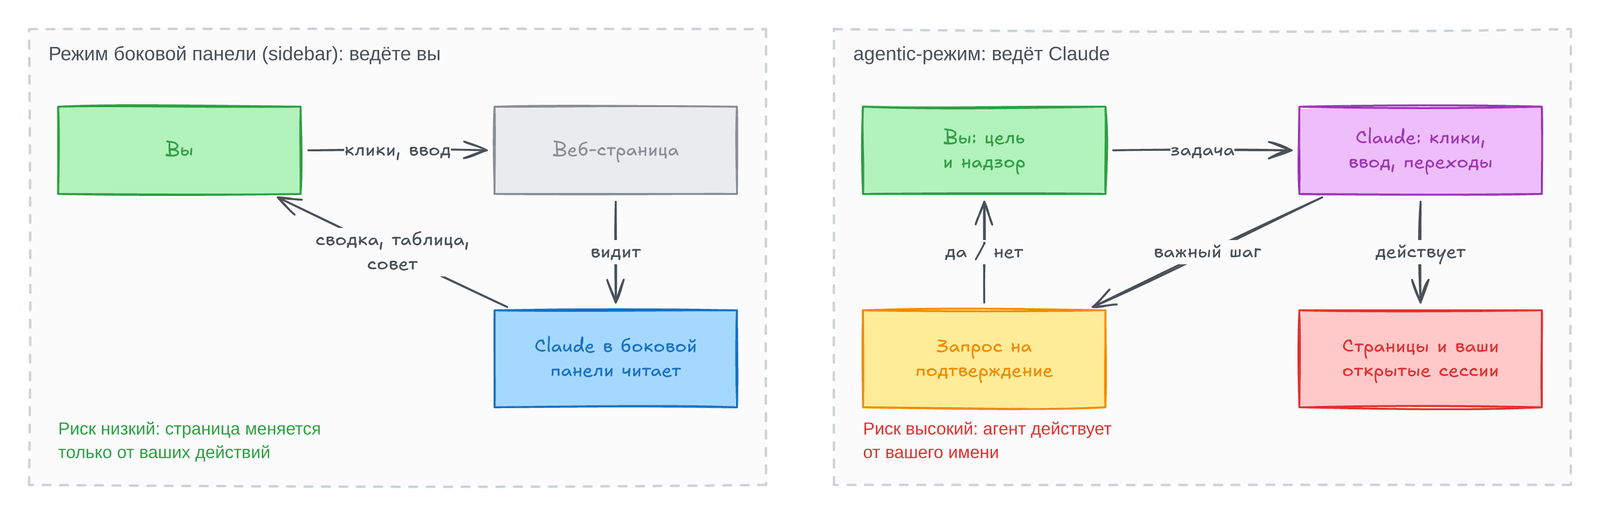 Режим боковой панели (sidebar): ведёте вы
Вы
клики, ввод
Веб-страница
сводка, таблица,
совет
видит
Claude в боковой
панели читает
Риск низкий: страница меняется
только от ваших действий
agentic-режим: ведёт Claude
Вы: цель
и надзор
задача
Claude: клики,
ввод, переходы
да / нет
важный шаг
действует
Запрос на
подтверждение
Страницы и ваши
открытые сессии
Риск высокий: агент действует
от вашего имени